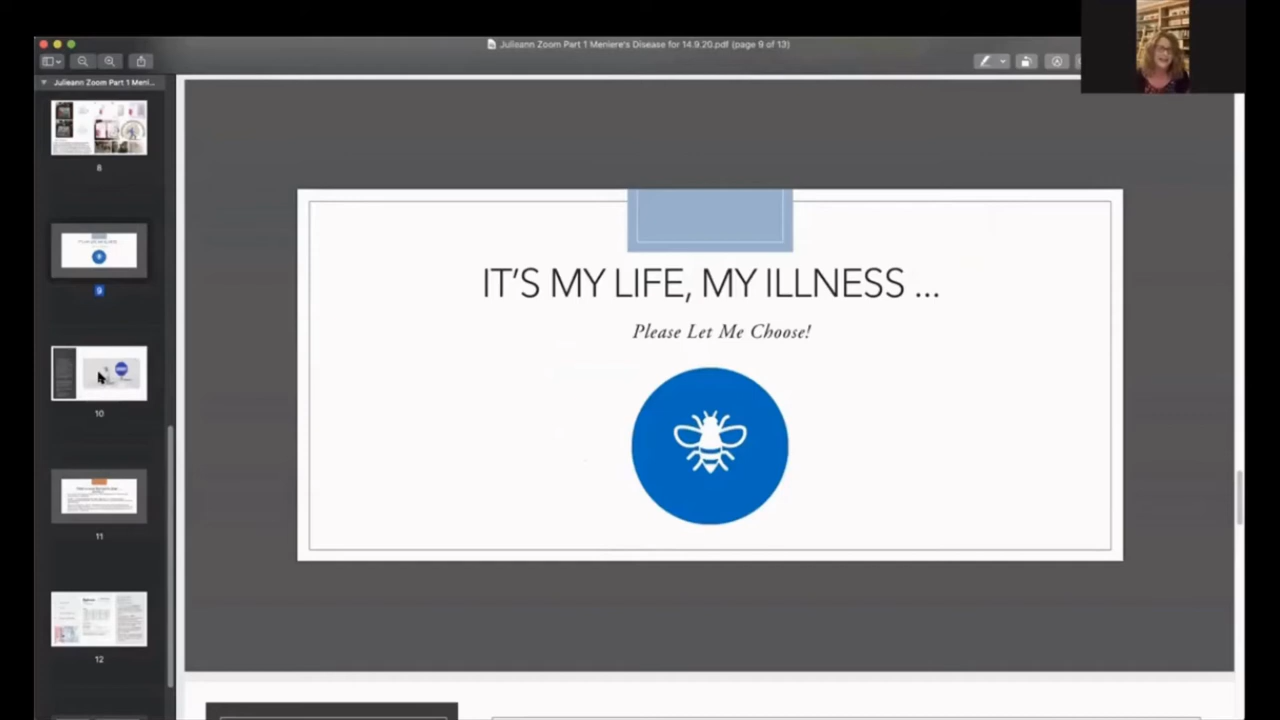 Julieann Zoom Part 1 Meniere's Disease for 14.9.20.pdf (page 9 of 13)
Julieann Zoom Part 1 Meni...
8
9
10
11
12
IT'S MY LIFE, MY ILLNESS ...
Please Let Me Choose!